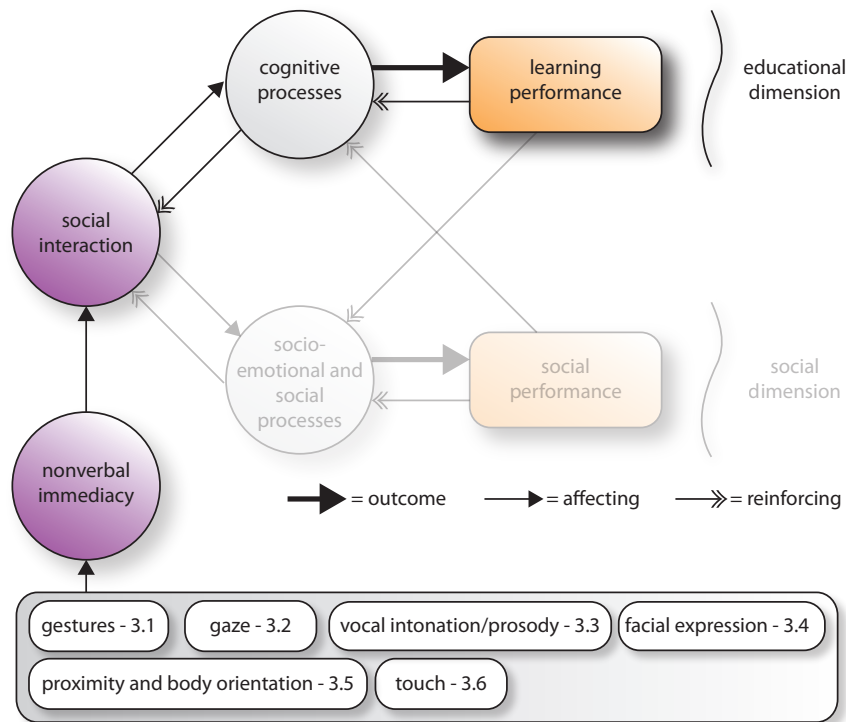 cognitive
processes
learning
performance
educational
dimension
social
interaction
socio-
emotional and
social
processes
social
performance
social
dimension
nonverbal
immediacy
= outcome
= affecting
= reinforcing
gestures - 3.1
gaze - 3.2
vocal intonation/prosody - 3.3
facial expression - 3.4
proximity and body orientation - 3.5
touch - 3.6